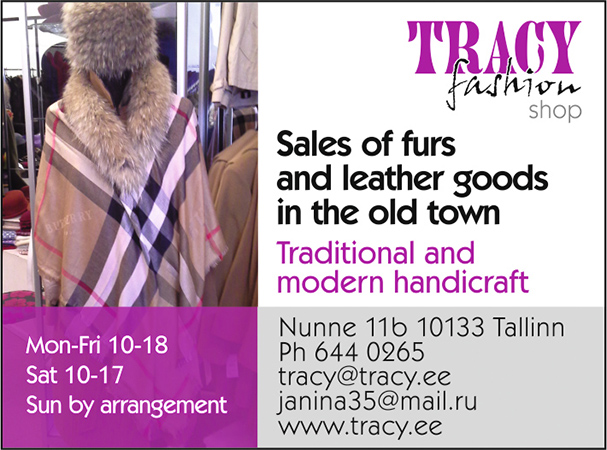 TRACY
fashion
shop
Sales of furs
and leather goods
in the old town
Traditional and
modern handicraft
Mon-Fri 10-18
Sat 10-17
Sun by arrangement
Nunne 11b 10133 Tallinn
Ph 644 0265
tracy@tracy.ee
janina35@mail.ru
www.tracy.ee